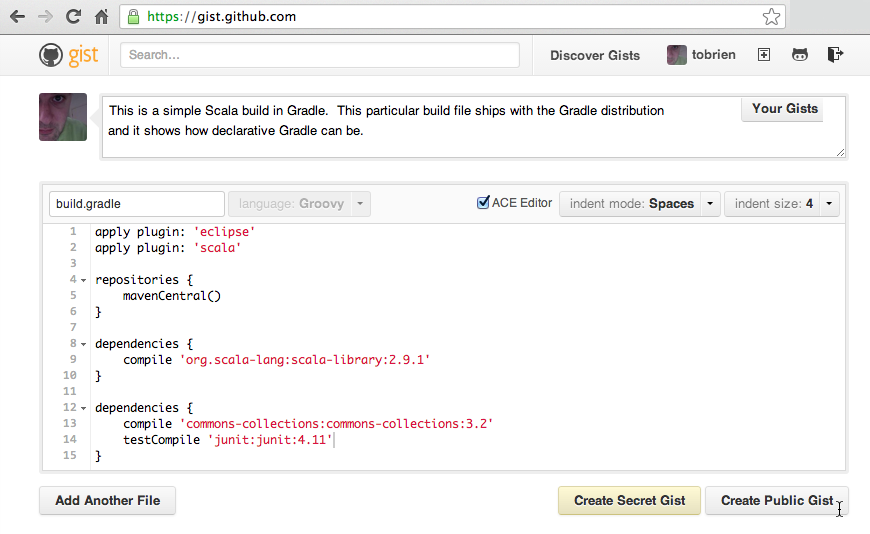 https://gist.github.com
gist
Search...
Discover Gists
tobrien
This is a simple Scala build in Gradle.  This particular build file ships with the Gradle distribution
and it shows how declarative Gradle can be.
Your Gists
build.gradle
language: Groovy
ACE Editor
indent mode: Spaces
indent size: 4
1 apply plugin: 'eclipse'
2 apply plugin: 'scala'
3
4 repositories {
5     mavenCentral()
6 }
7
8 dependencies {
9     compile 'org.scala-lang:scala-library:2.9.1'
10 }
11
12 dependencies {
13     compile 'commons-collections:commons-collections:3.2'
14     testCompile 'junit:junit:4.11'
15 }
Add Another File
Create Secret Gist
Create Public Gist